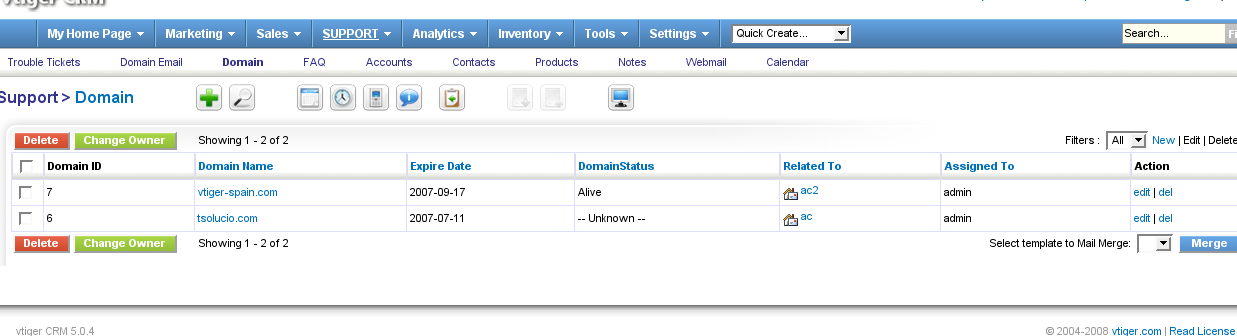 vtiger CRM
My Home Page Marketing Sales SUPPORT Analytics Inventory Tools Settings Quick Create... Search...
Trouble Tickets Domain Email Domain FAQ Accounts Contacts Products Notes Webmail Calendar
Support > Domain
Delete Change Owner Showing 1 - 2 of 2 Filters : All New | Edit | Delete
Domain ID Domain Name Expire Date DomainStatus Related To Assigned To Action
7 vtiger-spain.com 2007-09-17 Alive ac2 admin edit | del
6 tsolucio.com 2007-07-11 -- Unknown -- ac admin edit | del
Delete Change Owner Showing 1 - 2 of 2 Select template to Mail Merge: Merge
vtiger CRM 5.0.4 © 2004-2008 vtiger.com | Read License